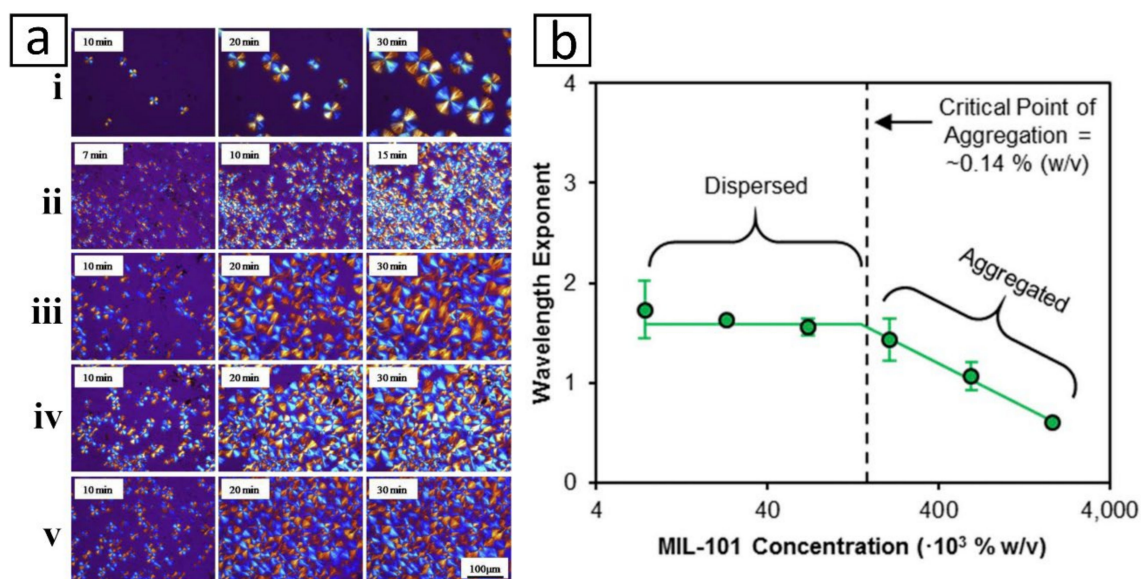 a
i
10 min
20 min
30 min
ii
7 min
10 min
15 min
iii
10 min
20 min
30 min
iv
10 min
20 min
30 min
v
10 min
20 min
30 min
100μm
b
Wavelength Exponent
4
3
2
1
0
Dispersed
Critical Point of
Aggregation =
~0.14 % (w/v)
Aggregated
4
40
400
4,000
MIL-101 Concentration (·10³ % w/v)